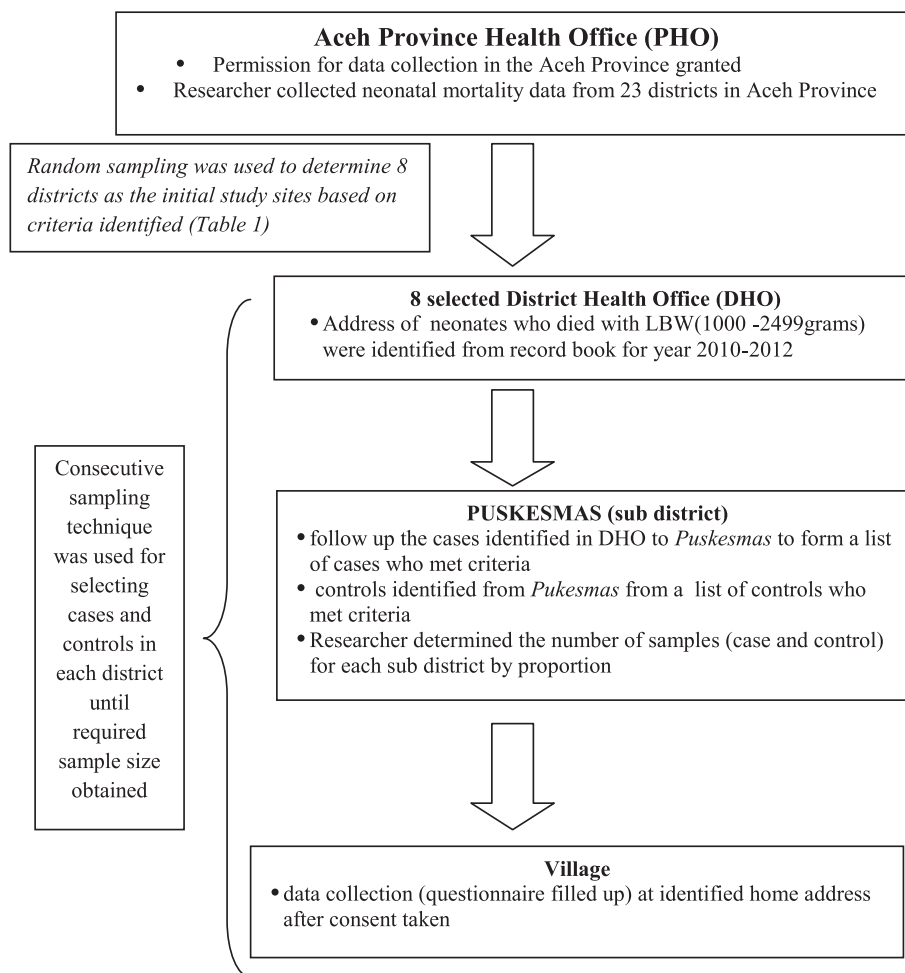 Aceh Province Health Office (PHO)
• Permission for data collection in the Aceh Province granted
• Researcher collected neonatal mortality data from 23 districts in Aceh Province
Random sampling was used to determine 8
districts as the initial study sites based on
criteria identified (Table 1)
8 selected District Health Office (DHO)
• Address of neonates who died with LBW(1000 -2499grams)
were identified from record book for year 2010-2012
Consecutive
sampling
technique
was used for
selecting
cases and
controls in
each district
until
required
sample size
obtained
PUSKESMAS (sub district)
• follow up the cases identified in DHO to Puskesmas to form a list
of cases who met criteria
• controls identified from Pukesmas from a list of controls who
met criteria
• Researcher determined the number of samples (case and control)
for each sub district by proportion
Village
• data collection (questionnaire filled up) at identified home address
after consent taken